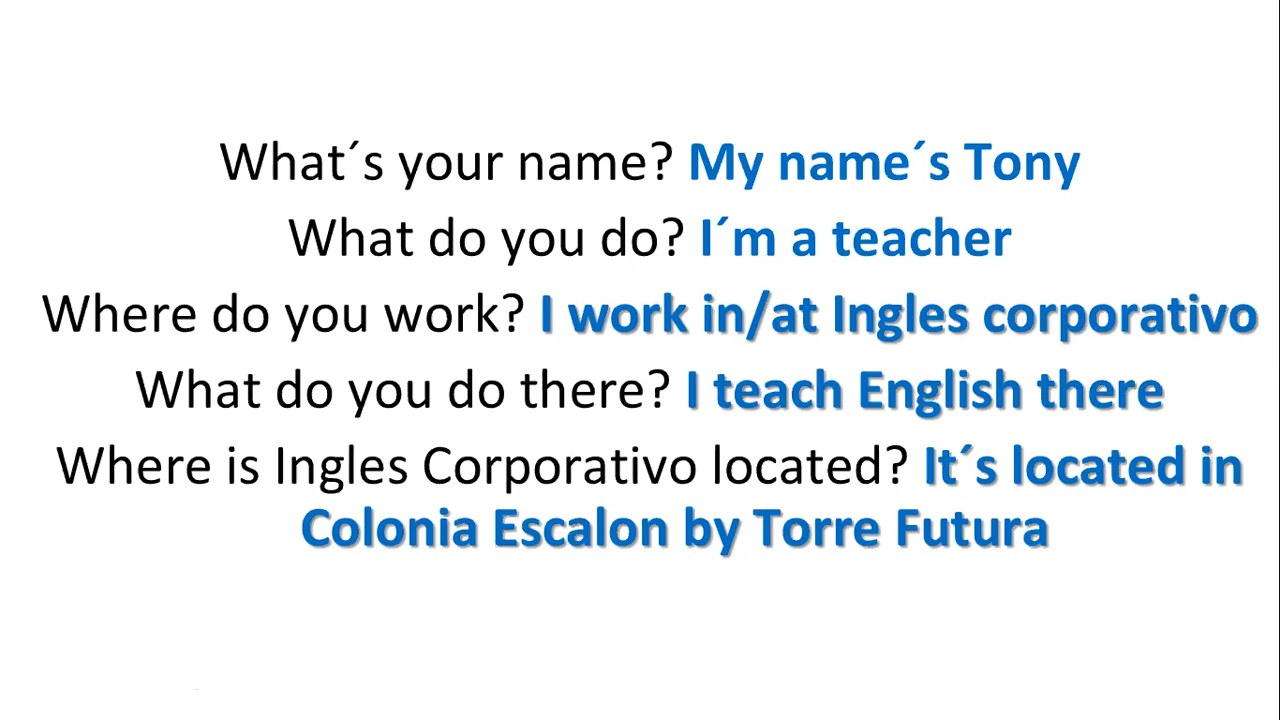 What´s your name? My name´s Tony
What do you do? I´m a teacher
Where do you work? I work in/at Ingles corporativo
What do you do there? I teach English there
Where is Ingles Corporativo located? It´s located in
Colonia Escalon by Torre Futura